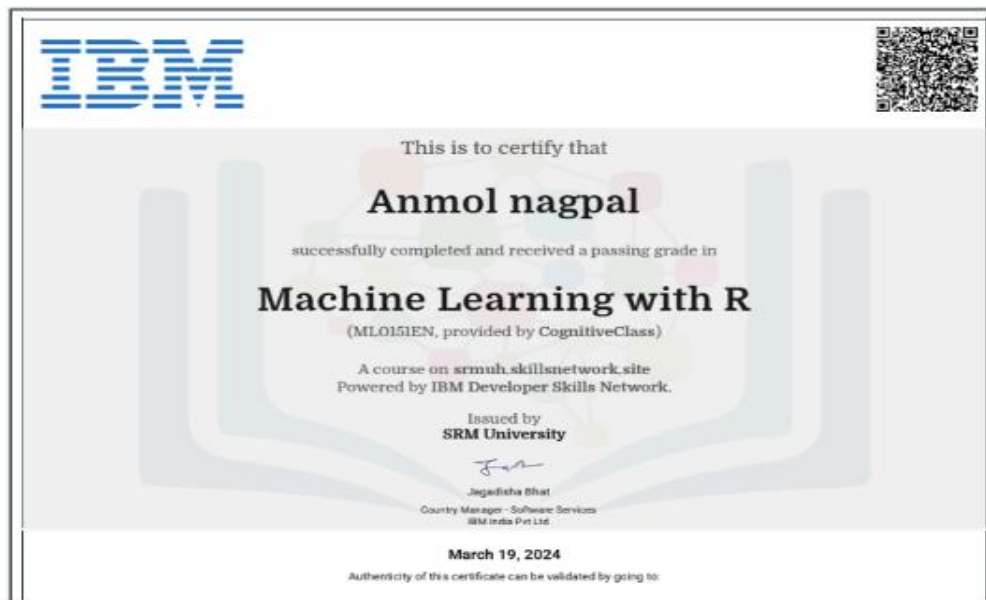 IBM
This is to certify that
Anmol nagpal
successfully completed and received a passing grade in
Machine Learning with R
(ML0151EN, provided by CognitiveClass)
A course on srmuh.skillsnetwork.site
Powered by IBM Developer Skills Network.
Issued by
SRM University
Jagadisha Bhat
Country Manager - Software Services
IBM India Pvt Ltd
March 19, 2024
Authenticity of this certificate can be validated by going to: